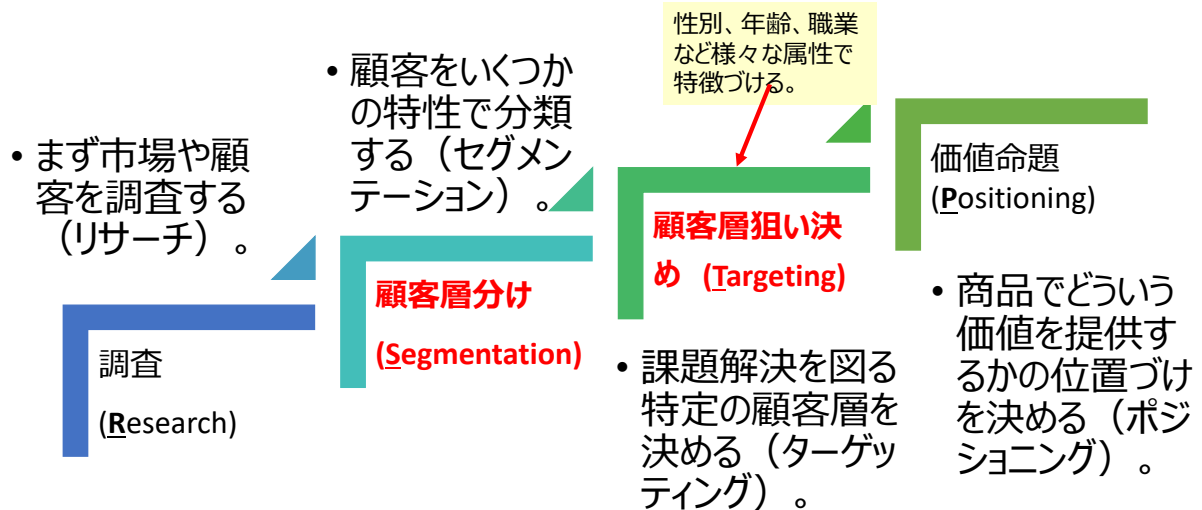 • まず市場や顧
客を調査する
（リサーチ）。
調査
(Research)
• 顧客をいくつか
の特性で分類
する（セグメン
テーション）。
顧客層分け
(Segmentation)
性別、年齢、職業
など様々な属性で
特徴づける。
顧客層狙い決
め (Targeting)
• 課題解決を図る
特定の顧客層を
決める（ターゲッ
ティング）。
価値命題
(Positioning)
• 商品でどういう
価値を提供す
るかの位置づけ
を決める（ポジ
ショニング）。